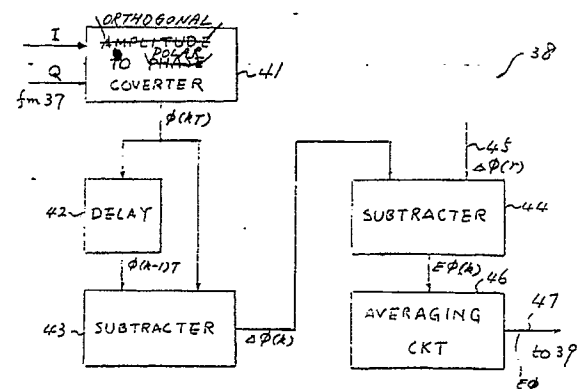 ORTHOGONAL
I
AMPLITUDE
TO PHASE
POLAR
Q
COVERTER
41
fm 37
38
φ(kT)
45
Δφ(r)
42
DELAY
SUBTRACTER
44
φ(k-1)T
Eφ(k)
46
43
SUBTRACTER
Δφ(k)
AVERAGING
CKT
47
to 39
Eφ